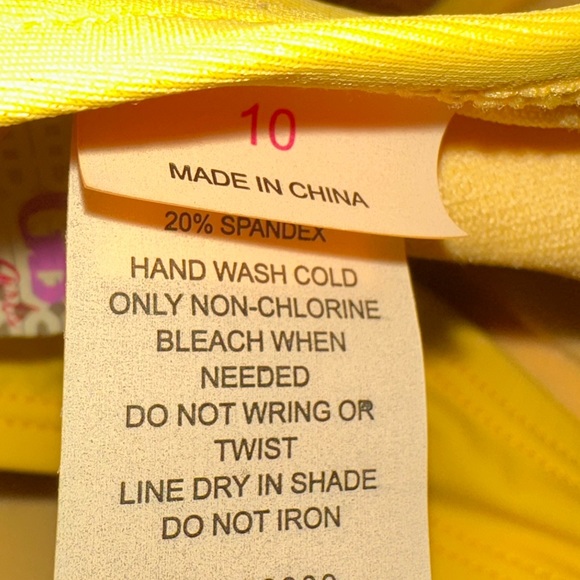 10
MADE IN CHINA
20% SPANDEX
HAND WASH COLD
ONLY NON-CHLORINE
BLEACH WHEN
NEEDED
DO NOT WRING OR
TWIST
LINE DRY IN SHADE
DO NOT IRON